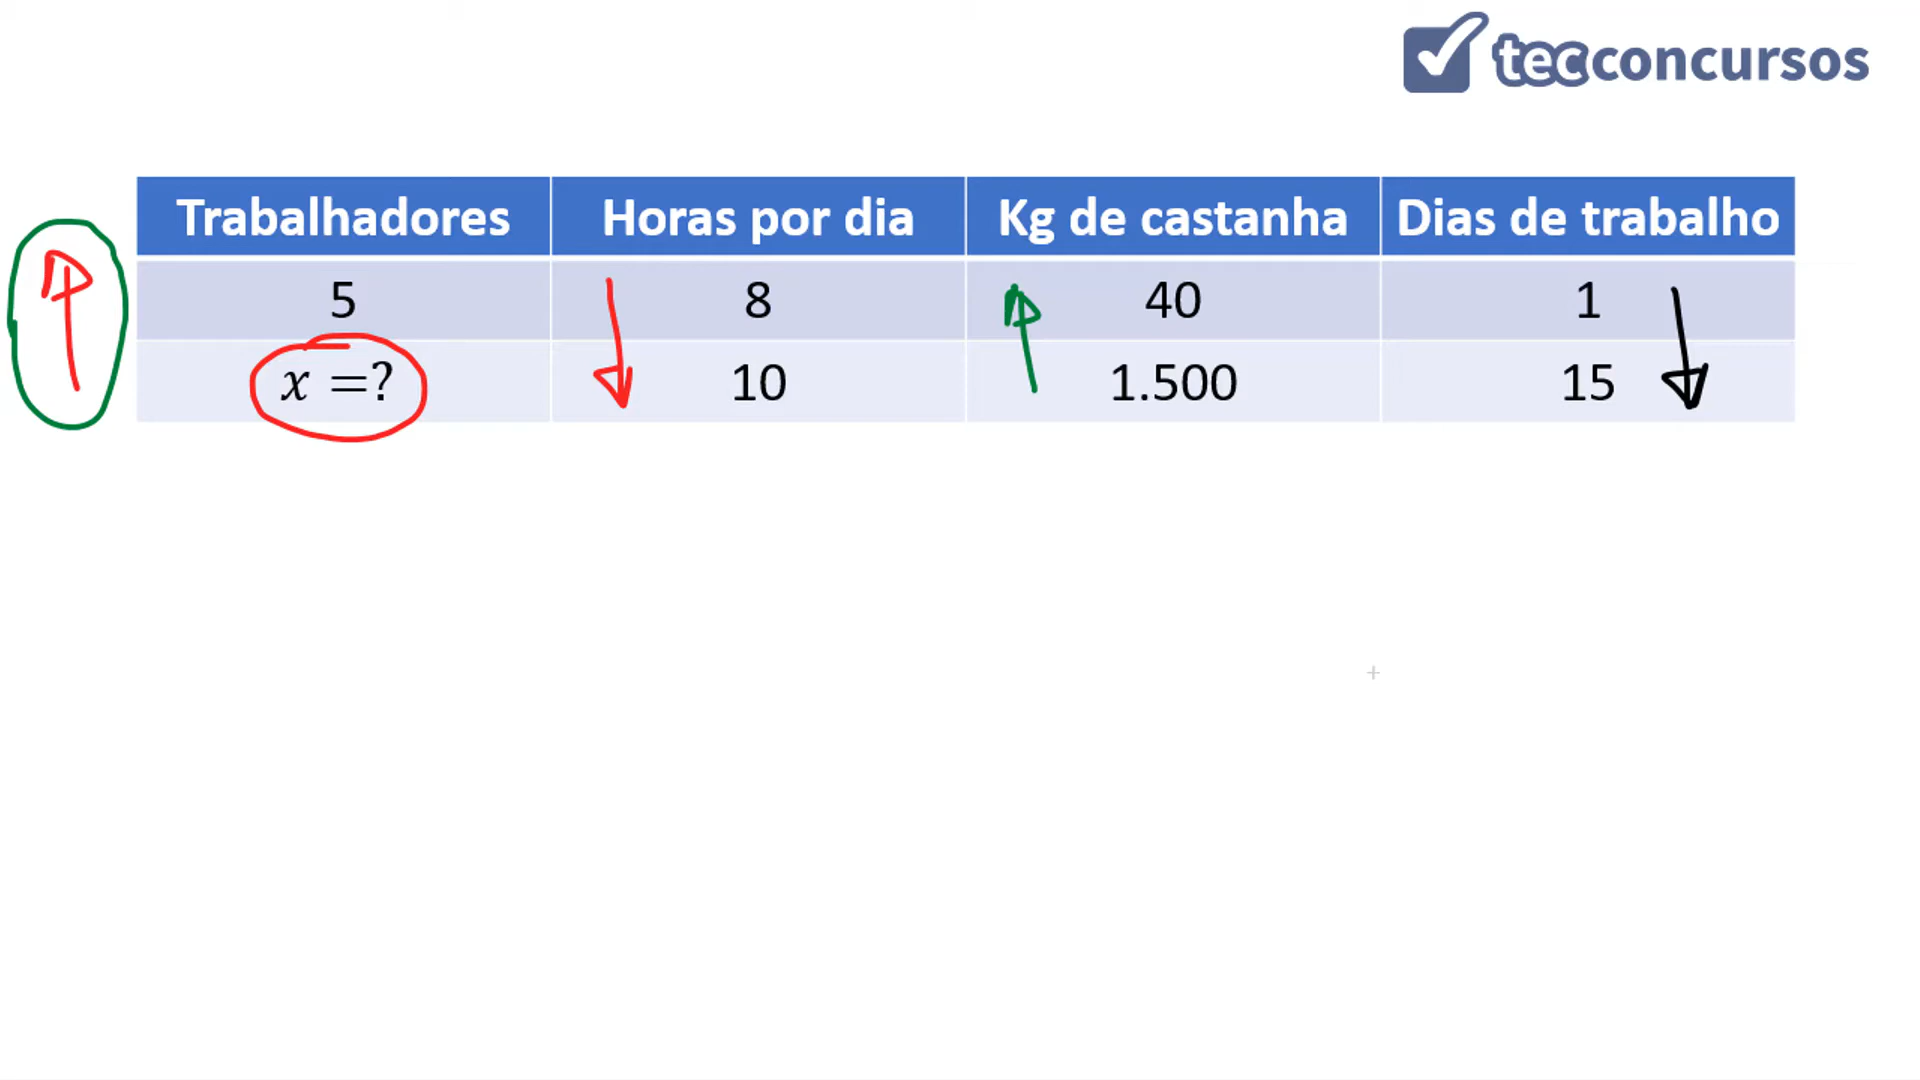 tecconcursos
Trabalhadores Horas por dia Kg de castanha Dias de trabalho
5 8 40 1
x =? 10 1.500 15